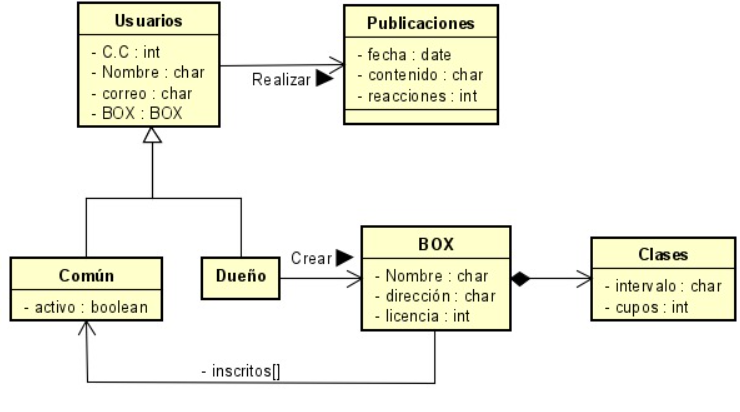 Usuarios
- C.C : int
- Nombre : char
- correo : char
- BOX : BOX
Realizar
Publicaciones
- fecha : date
- contenido : char
- reacciones : int
Común
- activo : boolean
Dueño
Crear
BOX
- Nombre : char
- dirección : char
- licencia : int
Clases
- intervalo : char
- cupos : int
- inscritos[]